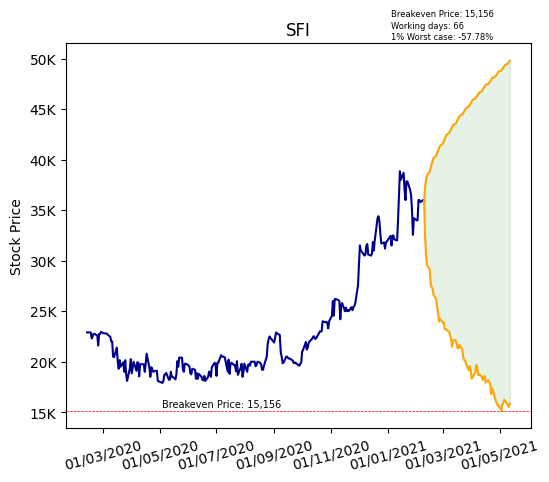 Breakeven Price: 15,156
Working days: 66
1% Worst case: -57.78%
SFI
Stock Price
50K
45K
40K
35K
30K
25K
20K
15K
Breakeven Price: 15,156
01/03/2020
01/05/2020
01/07/2020
01/09/2020
01/11/2020
01/01/2021
01/03/2021
01/05/2021